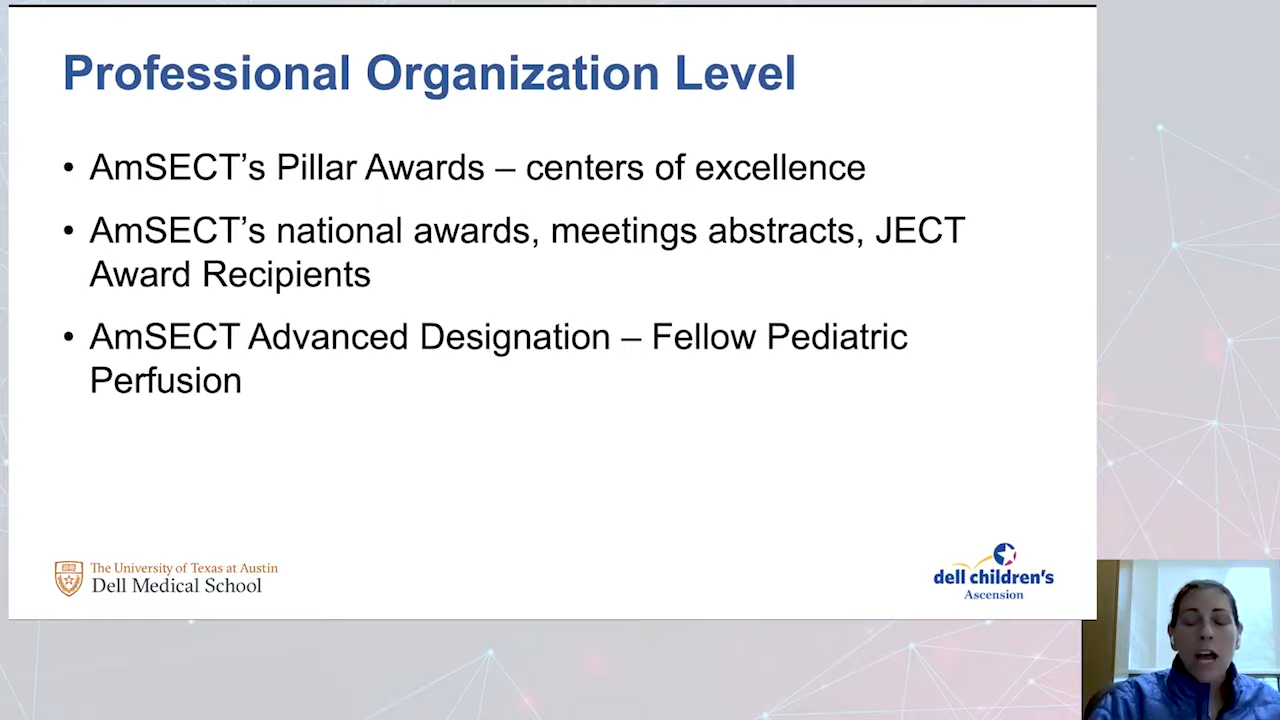 Professional Organization Level
• AmSECT’s Pillar Awards – centers of excellence
• AmSECT’s national awards, meetings abstracts, JECT
Award Recipients
• AmSECT Advanced Designation – Fellow Pediatric
Perfusion
The University of Texas at Austin
Dell Medical School
dell children’s
Ascension